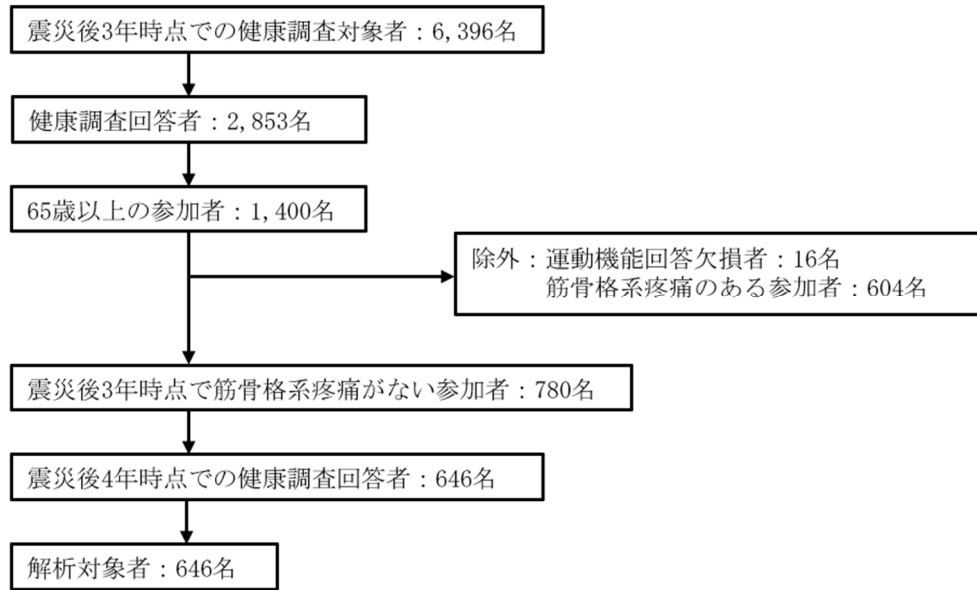 震災後3年時点での健康調査対象者：6,396名
健康調査回答者：2,853名
65歳以上の参加者：1,400名
除外：運動機能回答欠損者：16名
筋骨格系疼痛のある参加者：604名
震災後3年時点で筋骨格系疼痛がない参加者：780名
震災後4年時点での健康調査回答者：646名
解析対象者：646名